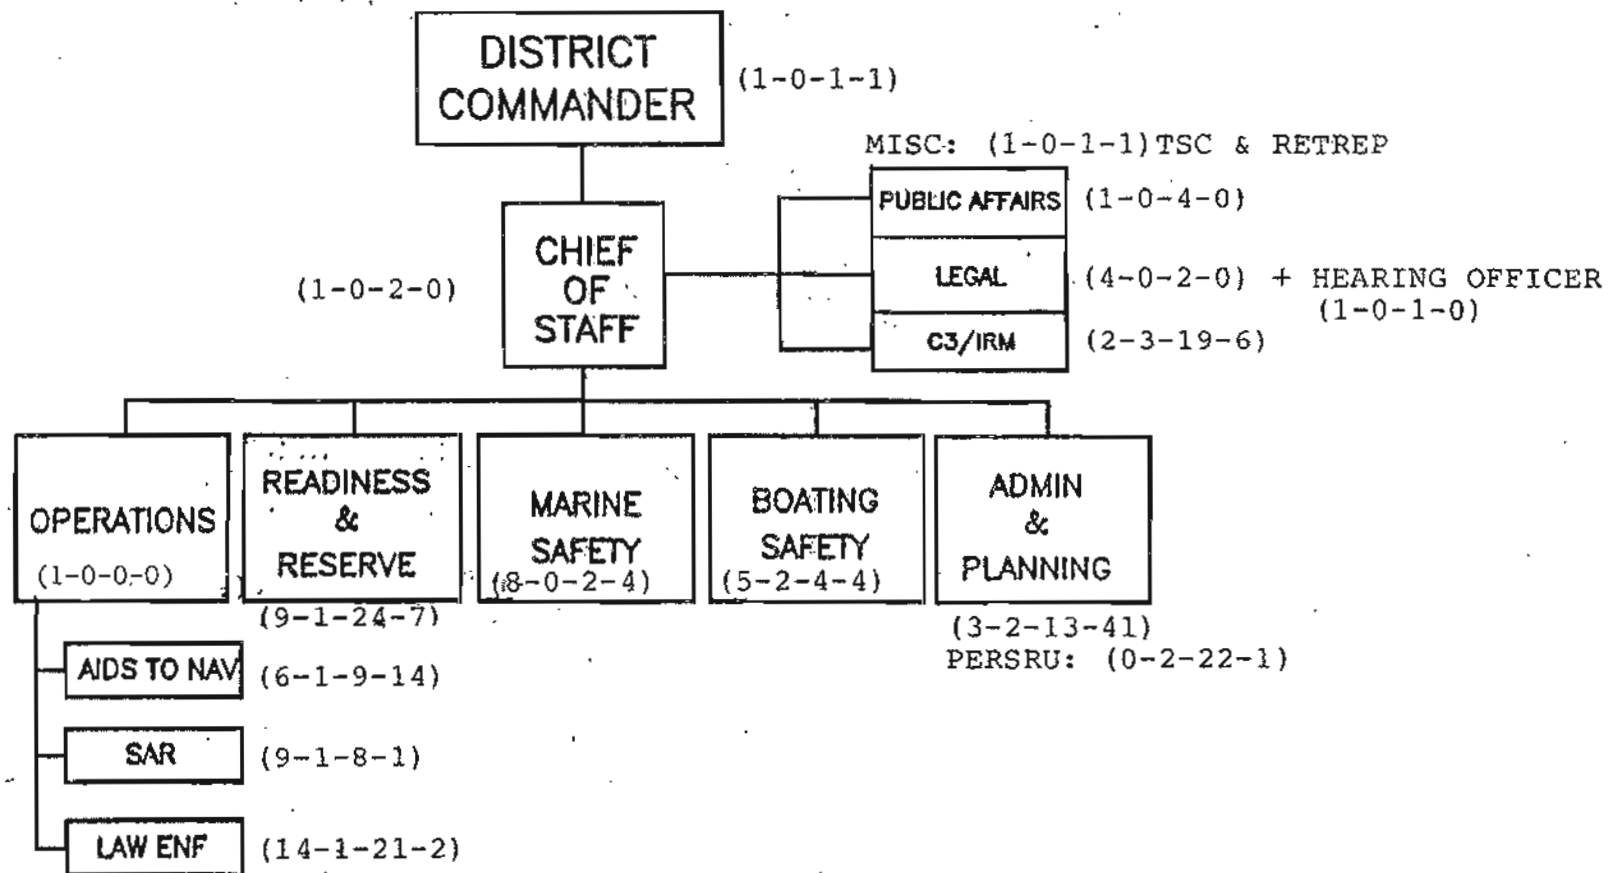 DISTRICT
COMMANDER
(1-0-1-1)
MISC: (1-0-1-1)TSC & RETREP
PUBLIC AFFAIRS
(1-0-4-0)
CHIEF
OF
STAFF
(1-0-2-0)
LEGAL
(4-0-2-0) + HEARING OFFICER
(1-0-1-0)
C3/IRM
(2-3-19-6)
OPERATIONS
(1-0-0-0)
READINESS
&
RESERVE
(9-1-24-7)
MARINE
SAFETY
(8-0-2-4)
BOATING
SAFETY
(5-2-4-4)
ADMIN
&
PLANNING
(3-2-13-41)
PERSRU: (0-2-22-1)
AIDS TO NAV
(6-1-9-14)
SAR
(9-1-8-1)
LAW ENF
(14-1-21-2)